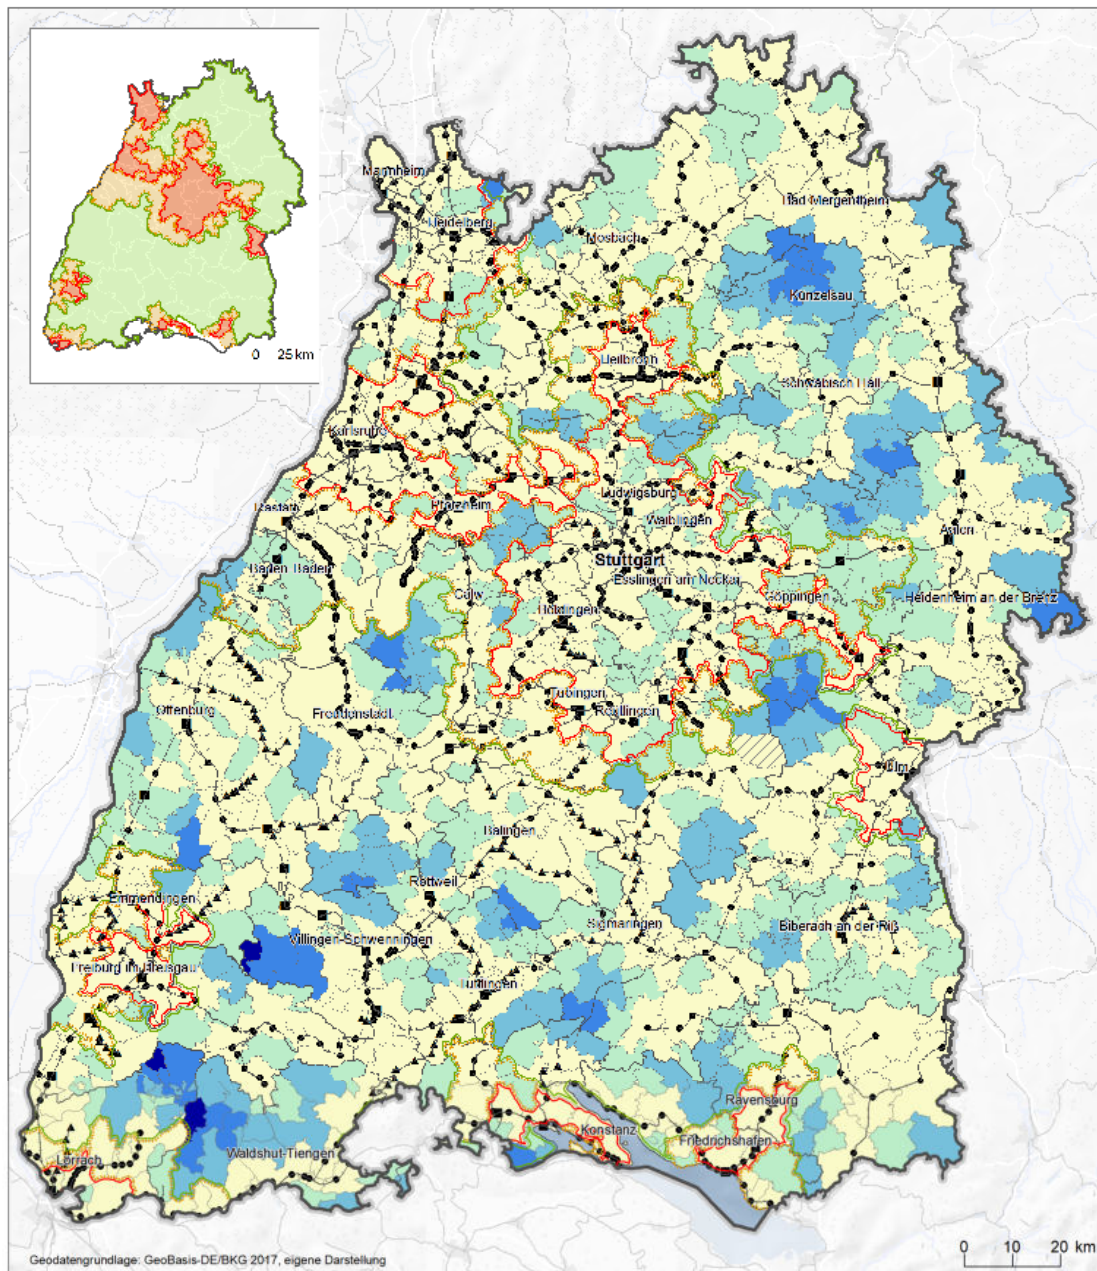 0 25 km
Mannheim
Heidelberg
Bad Mergentheim
Mosbach
Künzelsau
Heilbronn
Schwäbisch Hall
Karlsruhe
Ludwigsburg
Rastatt
Pforzheim
Waiblingen
Aalen
Stuttgart
Baden-Baden
Esslingen am Neckar
Calw
Göppingen
Heidenheim an der Brenz
Böblingen
Tübingen
Offenburg
Freudenstadt
Reutlingen
Ulm
Balingen
Rottweil
Emmendingen
Sigmaringen
Biberach an der Riß
Villingen-Schwenningen
Freiburg im Breisgau
Tuttlingen
Ravensburg
Konstanz
Friedrichshafen
Waldshut-Tiengen
Lörrach
Geodatengrundlage: GeoBasis-DE/BKG 2017, eigene Darstellung
0 10 20 km